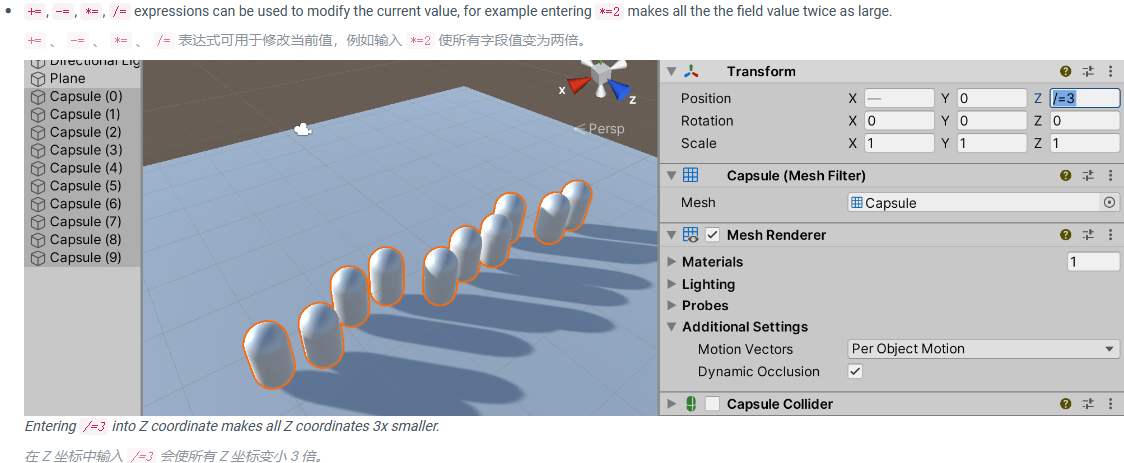 +=, -=, *=, /= expressions can be used to modify the current value, for example entering *=2 makes all the the field value twice as large.
+= 、 -= 、 *= 、 /= 表达式可用于修改当前值，例如输入 *=2 使所有字段值变为两倍。
Directional Lig
Plane
Capsule (0)
Capsule (1)
Capsule (2)
Capsule (3)
Capsule (4)
Capsule (5)
Capsule (6)
Capsule (7)
Capsule (8)
Capsule (9)
x
z
Persp
Transform
Position X — Y 0 Z /=3
Rotation X 0 Y 0 Z 0
Scale X 1 Y 1 Z 1
Capsule (Mesh Filter)
Mesh Capsule
Mesh Renderer
Materials 1
Lighting
Probes
Additional Settings
Motion Vectors Per Object Motion
Dynamic Occlusion
Capsule Collider
Entering /=3 into Z coordinate makes all Z coordinates 3x smaller.
在 Z 坐标中输入 /=3 会使所有 Z 坐标变小 3 倍。